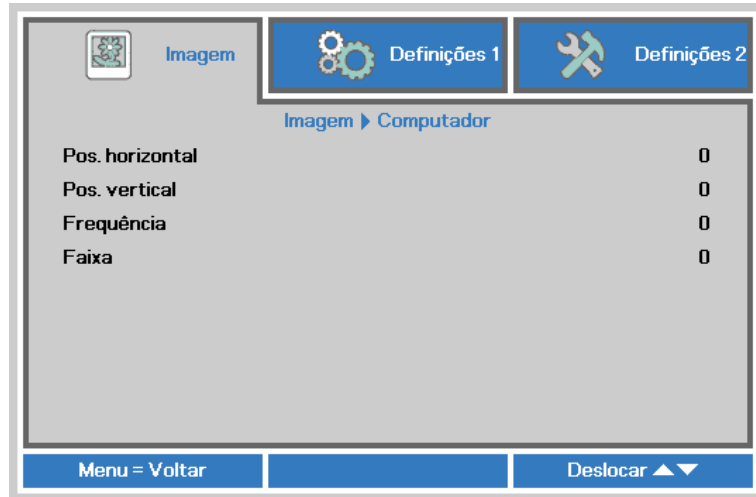 Imagem
Definições 1
Definições 2
Imagem ▶ Computador
Pos. horizontal 0
Pos. vertical 0
Frequência 0
Faixa 0
Menu = Voltar
Deslocar ▲▼